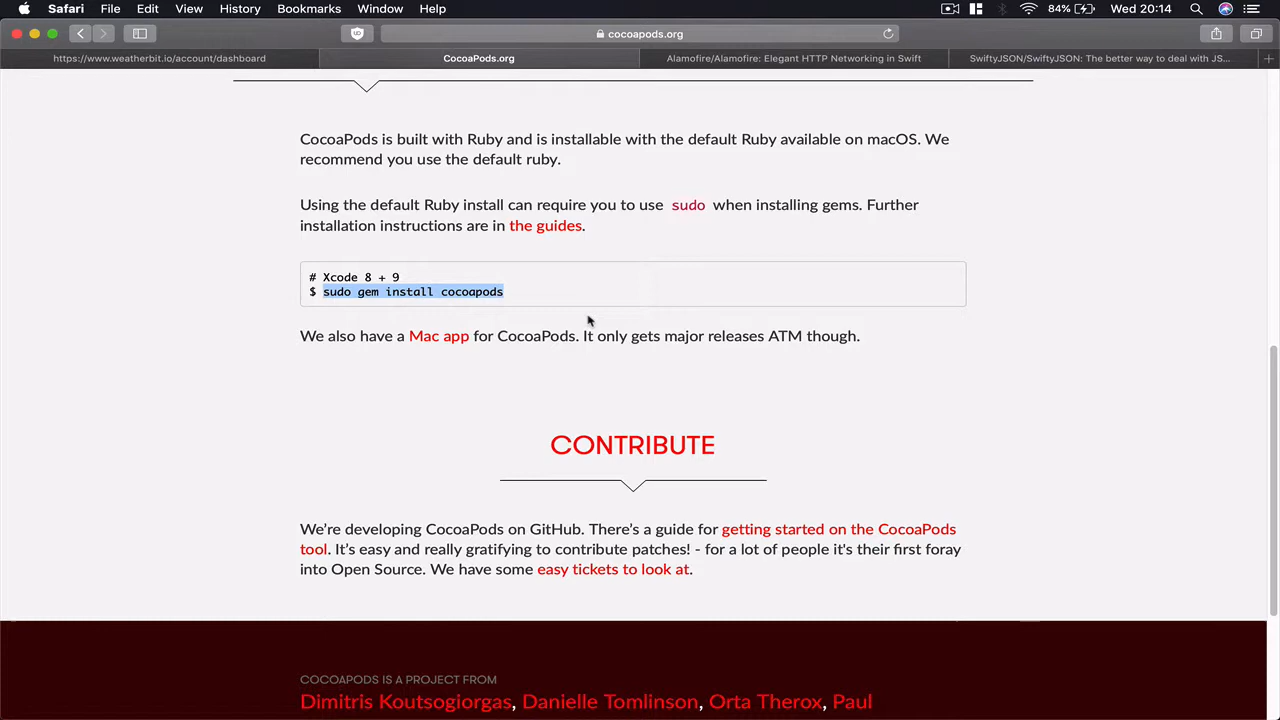 Safari File Edit View History Bookmarks Window Help 84% Wed 20:14
UD cocoapods.org
https://www.weatherbit.io/account/dashboard CocoaPods.org Alamofire/Alamofire: Elegant HTTP Networking in Swift SwiftyJSON/SwiftyJSON: The better way to deal with JS...
CocoaPods is built with Ruby and is installable with the default Ruby available on macOS. We
recommend you use the default ruby.
Using the default Ruby install can require you to use sudo when installing gems. Further
installation instructions are in the guides.
# Xcode 8 + 9
$ sudo gem install cocoapods
We also have a Mac app for CocoaPods. It only gets major releases ATM though.
CONTRIBUTE
We're developing CocoaPods on GitHub. There's a guide for getting started on the CocoaPods
tool. It's easy and really gratifying to contribute patches! - for a lot of people it's their first foray
into Open Source. We have some easy tickets to look at.
COCOAPODS IS A PROJECT FROM
Dimitris Koutsogiorgas, Danielle Tomlinson, Orta Therox, Paul